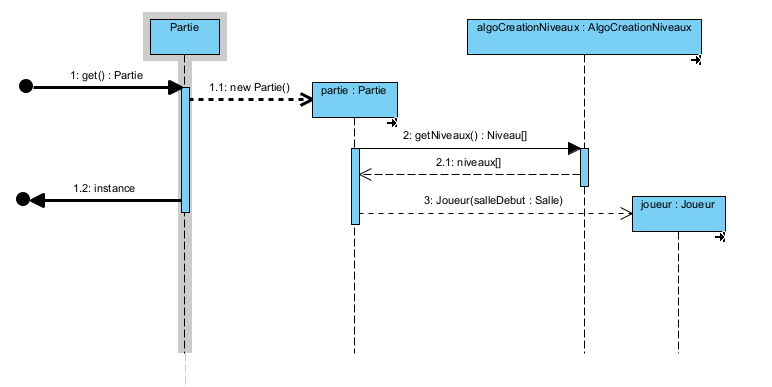 Partie
algoCreationNiveaux : AlgoCreationNiveaux
1: get() : Partie
1.1: new Partie()
partie : Partie
2: getNiveaux() : Niveau[]
2.1: niveaux[]
1.2: instance
3: Joueur(salleDebut : Salle)
joueur : Joueur